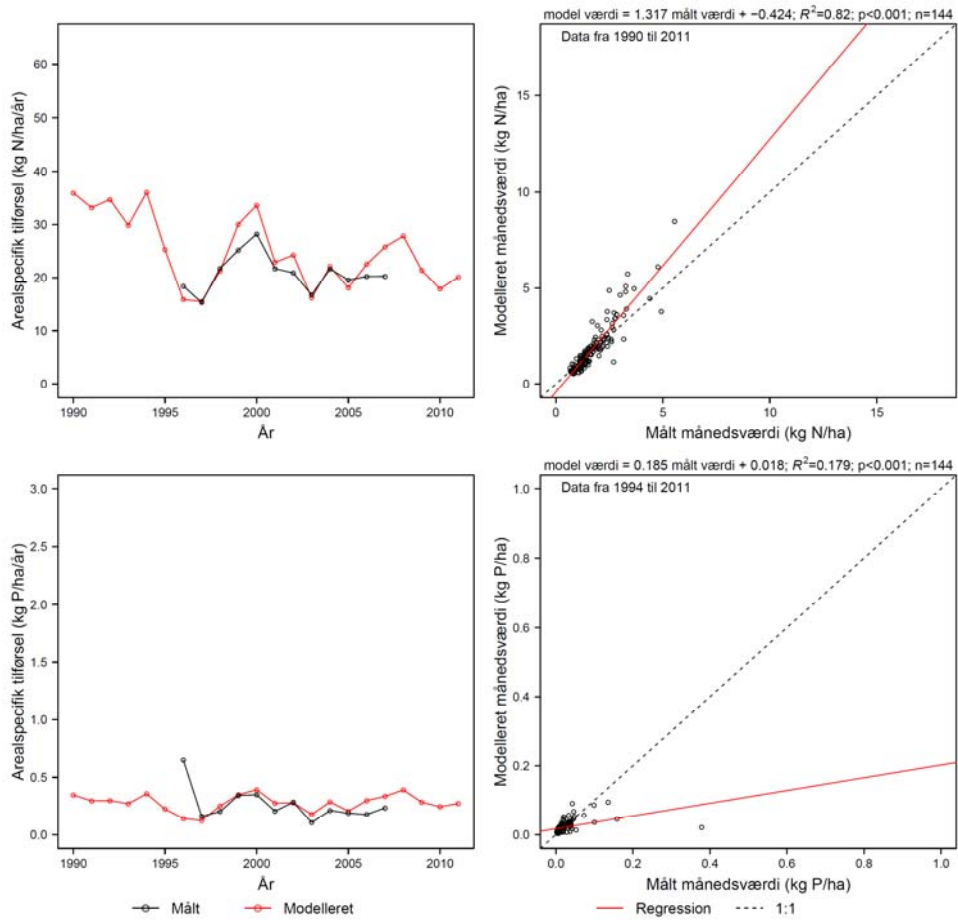 model værdi = 1.317 målt værdi + −0.424; R²=0.82; p<0.001; n=144
Data fra 1990 til 2011
Arealspecifik tilførsel (kg N/ha/år)
60
50
40
30
20
10
0
1990 1995 2000 2005 2010
År
Modelleret månedsværdi (kg N/ha)
15
10
5
0
0 5 10 15
Målt månedsværdi (kg N/ha)
model værdi = 0.185 målt værdi + 0.018; R²=0.179; p<0.001; n=144
Data fra 1994 til 2011
Arealspecifik tilførsel (kg P/ha/år)
3.0
2.5
2.0
1.5
1.0
0.5
0.0
1990 1995 2000 2005 2010
År
Modelleret månedsværdi (kg P/ha)
1.0
0.8
0.6
0.4
0.2
0.0
0.0 0.2 0.4 0.6 0.8 1.0
Målt månedsværdi (kg P/ha)
Målt Modelleret Regression 1:1